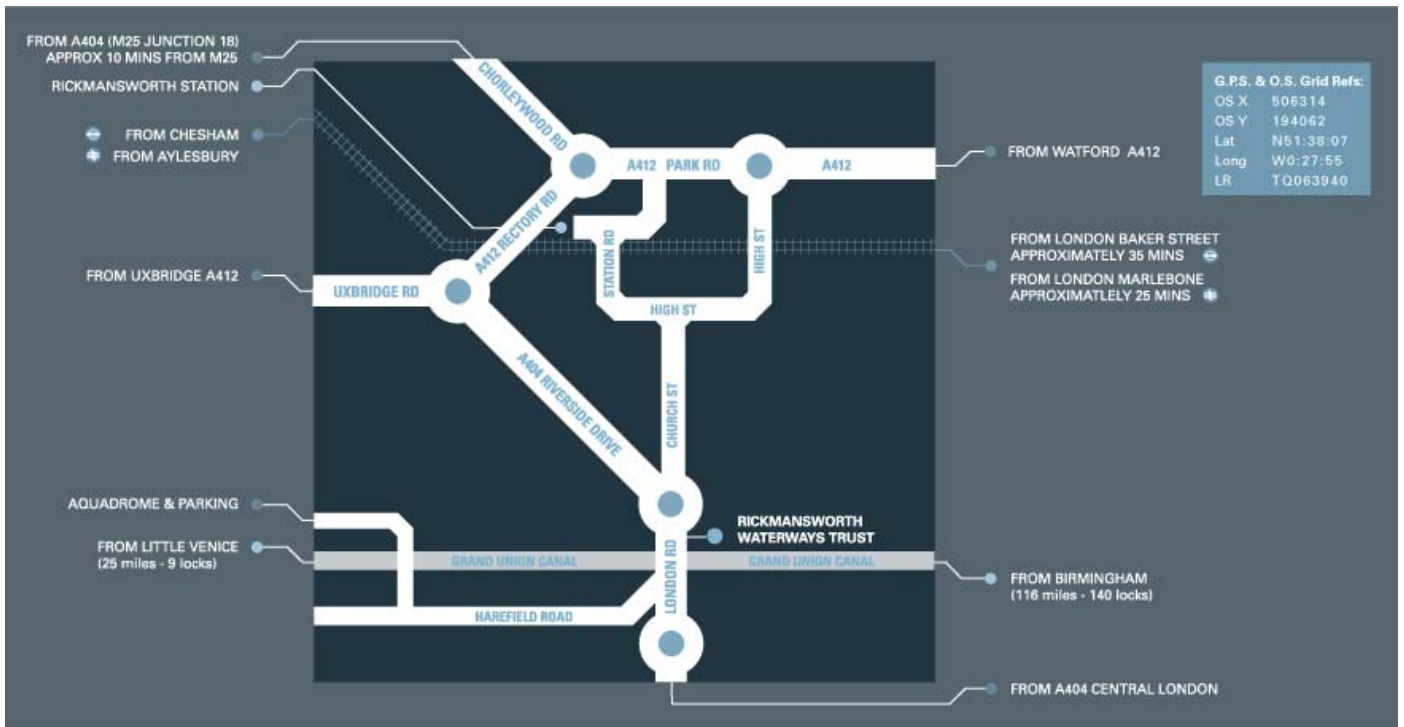 FROM A404 (M25 JUNCTION 18)
APPROX 10 MINS FROM M25
RICKMANSWORTH STATION
FROM CHESHAM
FROM AYLESBURY
FROM UXBRIDGE A412
AQUADROME & PARKING
FROM LITTLE VENICE
(25 miles - 9 locks)
CHORLEYWOOD RD
A412 PARK RD
A412
A412 RECTORY RD
STATION RD
HIGH ST
HIGH ST
UXBRIDGE RD
A404 RIVERSIDE DRIVE
CHURCH ST
RICKMANSWORTH
WATERWAYS TRUST
GRAND UNION CANAL
LONDON RD
GRAND UNION CANAL
HAREFIELD ROAD
FROM WATFORD A412
FROM LONDON BAKER STREET
APPROXIMATELY 35 MINS
FROM LONDON MARLEBONE
APPROXIMATLELY 25 MINS
FROM BIRMINGHAM
(116 miles - 140 locks)
FROM A404 CENTRAL LONDON
G.P.S. & O.S. Grid Refs:
OS X 506314
OS Y 194062
Lat N51:38:07
Long W0:27:55
LR TQ063940